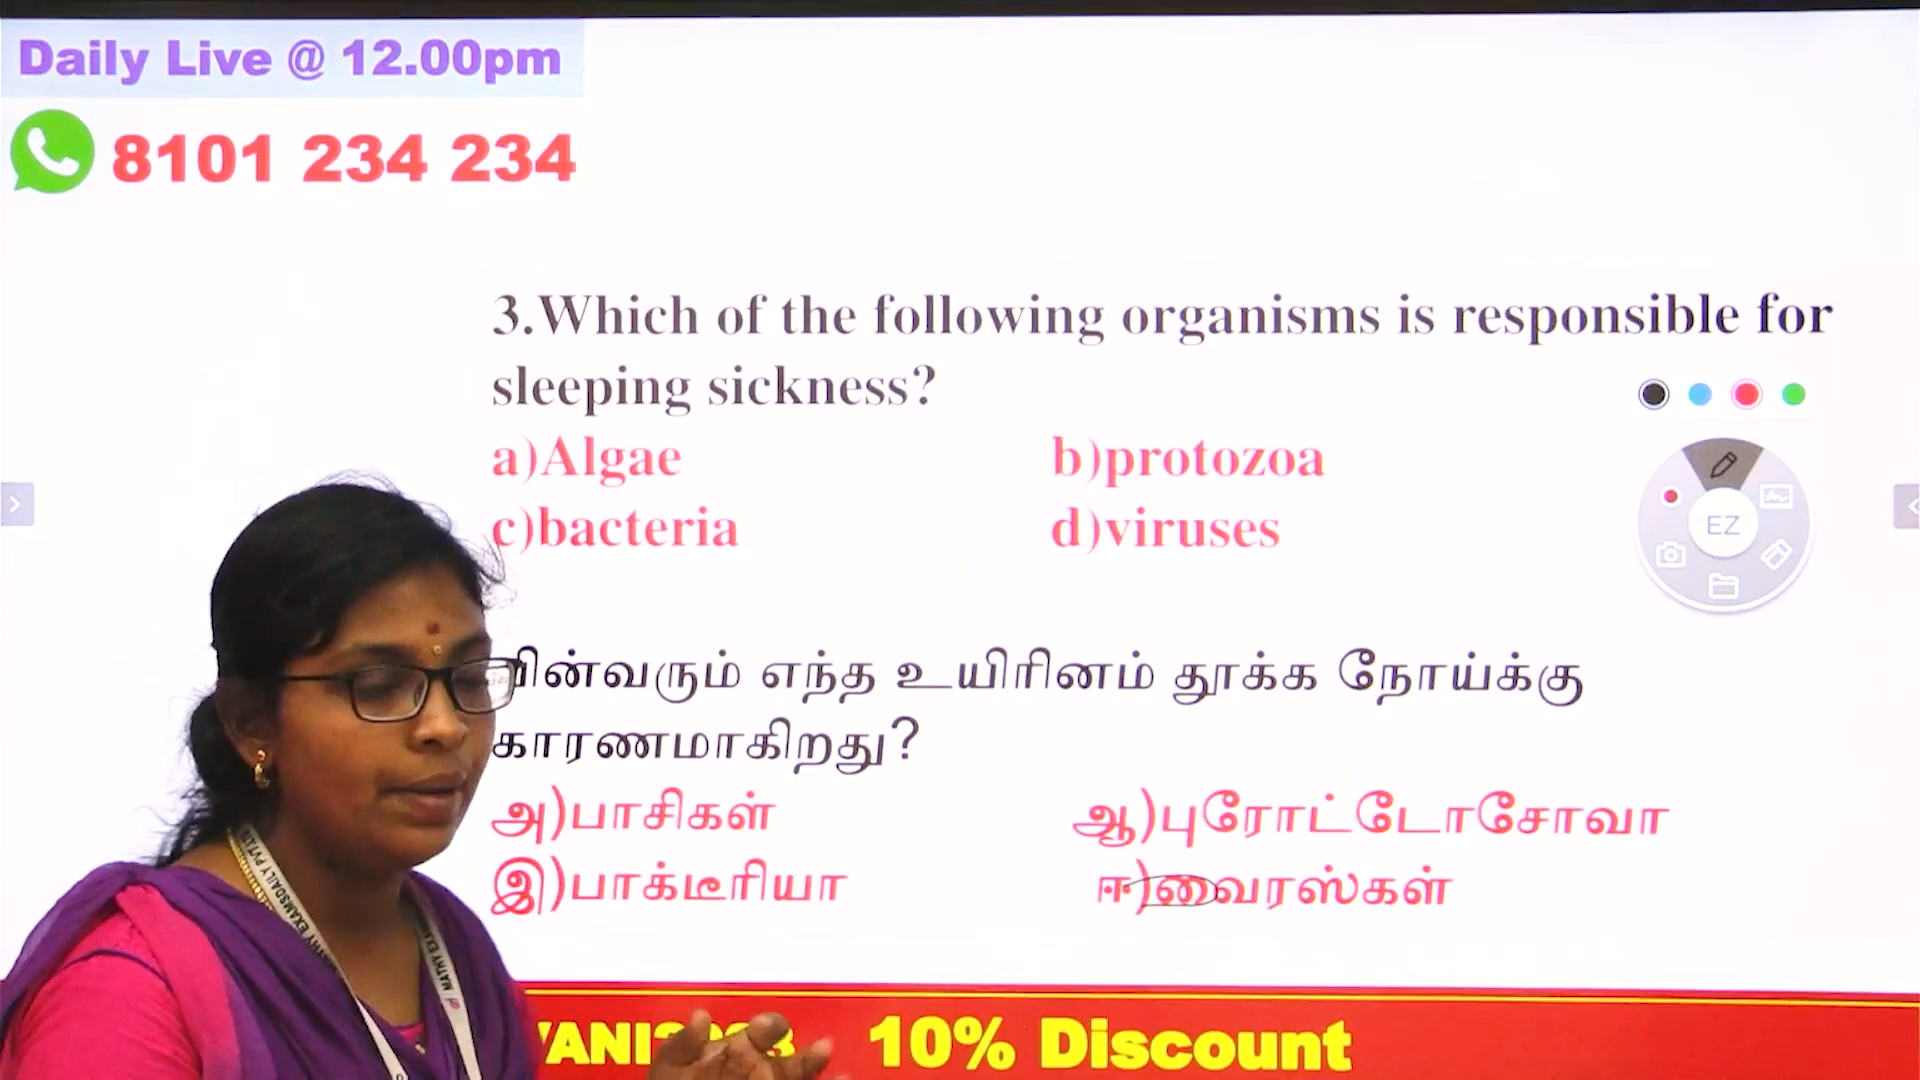 Daily Live @ 12.00pm
8101 234 234
3.Which of the following organisms is responsible for
sleeping sickness?
a)Algae b)protozoa
c)bacteria d)viruses
EZ
பின்வரும் எந்த உயிரினம் தூக்க நோய்க்கு
காரணமாகிறது?
அ)பாசிகள் ஆ)புரோட்டோசோவா
இ)பாக்டீரியா ஈ)வைரஸ்கள்
10% Discount